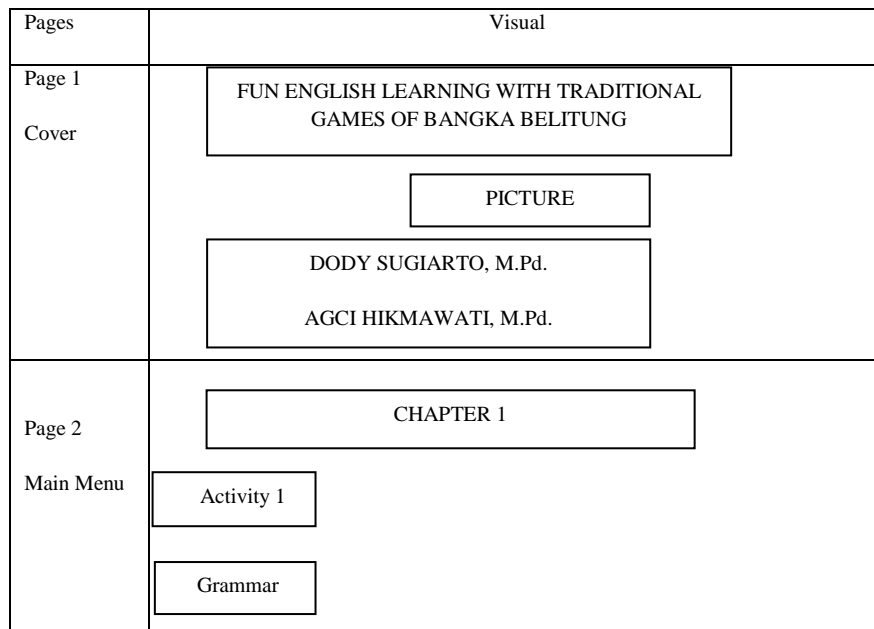 Pages
Visual
Page 1
Cover
FUN ENGLISH LEARNING WITH TRADITIONAL
GAMES OF BANGKA BELITUNG
PICTURE
DODY SUGIARTO, M.Pd.
AGCI HIKMAWATI, M.Pd.
Page 2
Main Menu
CHAPTER 1
Activity 1
Grammar